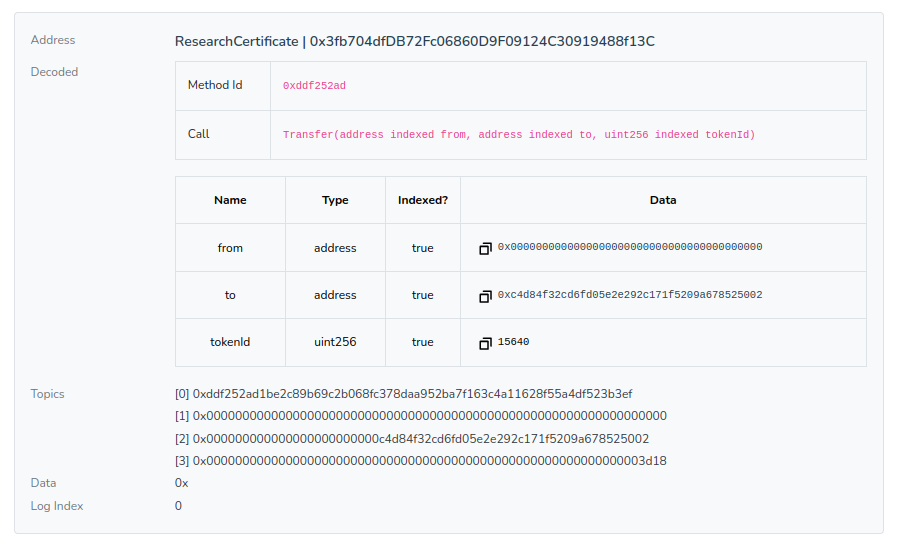 Address ResearchCertificate | 0x3fb704dfDB72Fc06860D9F09124C30919488f13C
Decoded
Method Id 0xddf252ad
Call Transfer(address indexed from, address indexed to, uint256 indexed tokenId)
Name Type Indexed? Data
from address true 0x0000000000000000000000000000000000000000
to address true 0xc4d84f32cd6fd05e2e292c171f5209a678525002
tokenId uint256 true 15640
Topics [0] 0xddf252ad1be2c89b69c2b068fc378daa952ba7f163c4a11628f55a4df523b3ef
[1] 0x0000000000000000000000000000000000000000000000000000000000000000
[2] 0x000000000000000000000000c4d84f32cd6fd05e2e292c171f5209a678525002
[3] 0x0000000000000000000000000000000000000000000000000000000000003d18
Data 0x
Log Index 0